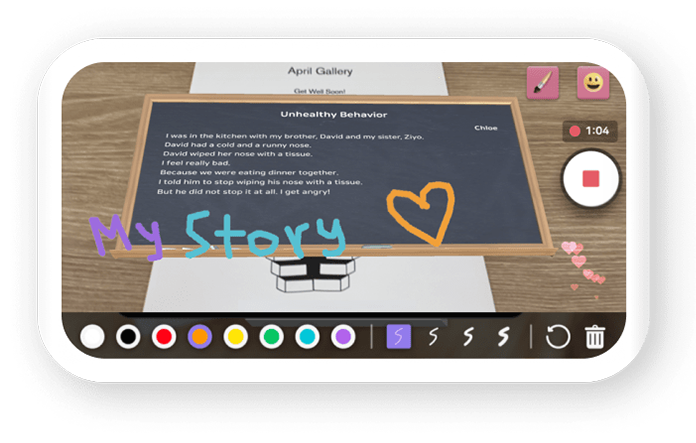 April Gallery
Get Well Soon!
Unhealthy Behavior
Chloe
I was in the kitchen with my brother, David and my sister, Ziyo.
David had a cold and a runny nose.
David wiped her nose with a tissue.
I feel really bad.
Because we were eating dinner together.
I told him to stop wiping his nose with a tissue.
But he did not stop it at all. I get angry!
My Story
1:04